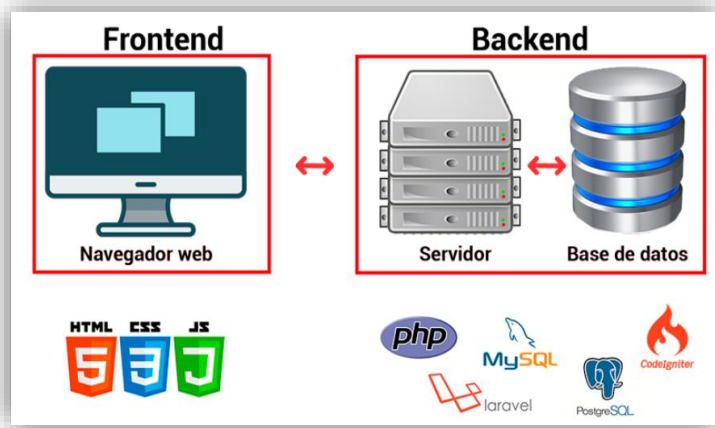 Frontend
Backend
Navegador web
Servidor
Base de datos
HTML CSS JS
5 3 J
php
MySQL
CodeIgniter
laravel
PostgreSQL